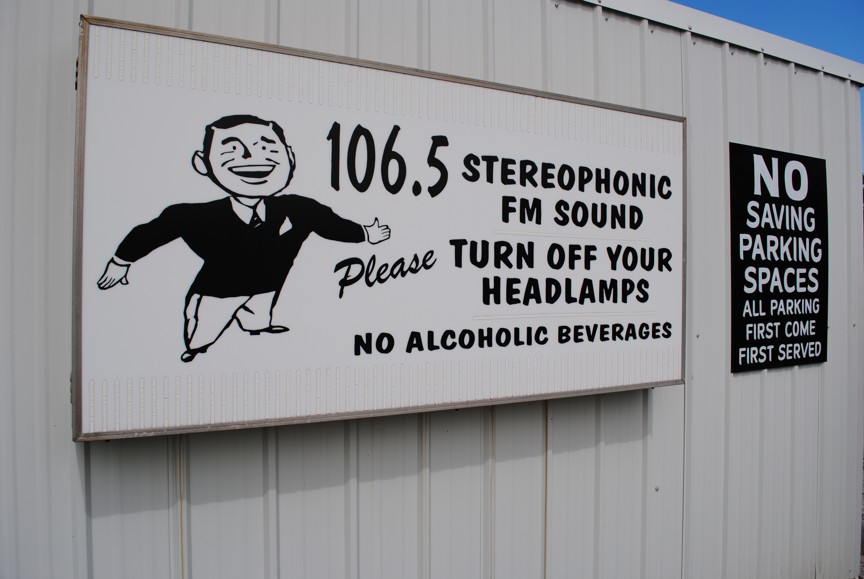 106.5 STEREOPHONIC
FM SOUND
Please TURN OFF YOUR
HEADLAMPS
NO ALCOHOLIC BEVERAGES
NO
SAVING
PARKING
SPACES
ALL PARKING
FIRST COME
FIRST SERVED